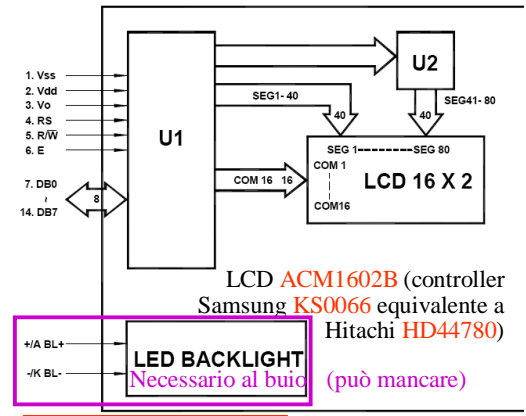 1. Vss
2. Vdd
3. Vo
4. RS
5. R/W̅
6. E
7. DB0
~
14. DB7
8
U1
U2
SEG1- 40
40
SEG41- 80
40
COM 16 16
SEG 1 ---------- SEG 80
COM 1
COM16
LCD 16 X 2
LCD ACM1602B (controller
Samsung KS0066 equivalente a
Hitachi HD44780)
+/A BL+
-/K BL-
LED BACKLIGHT
Necessario al buio (può mancare)